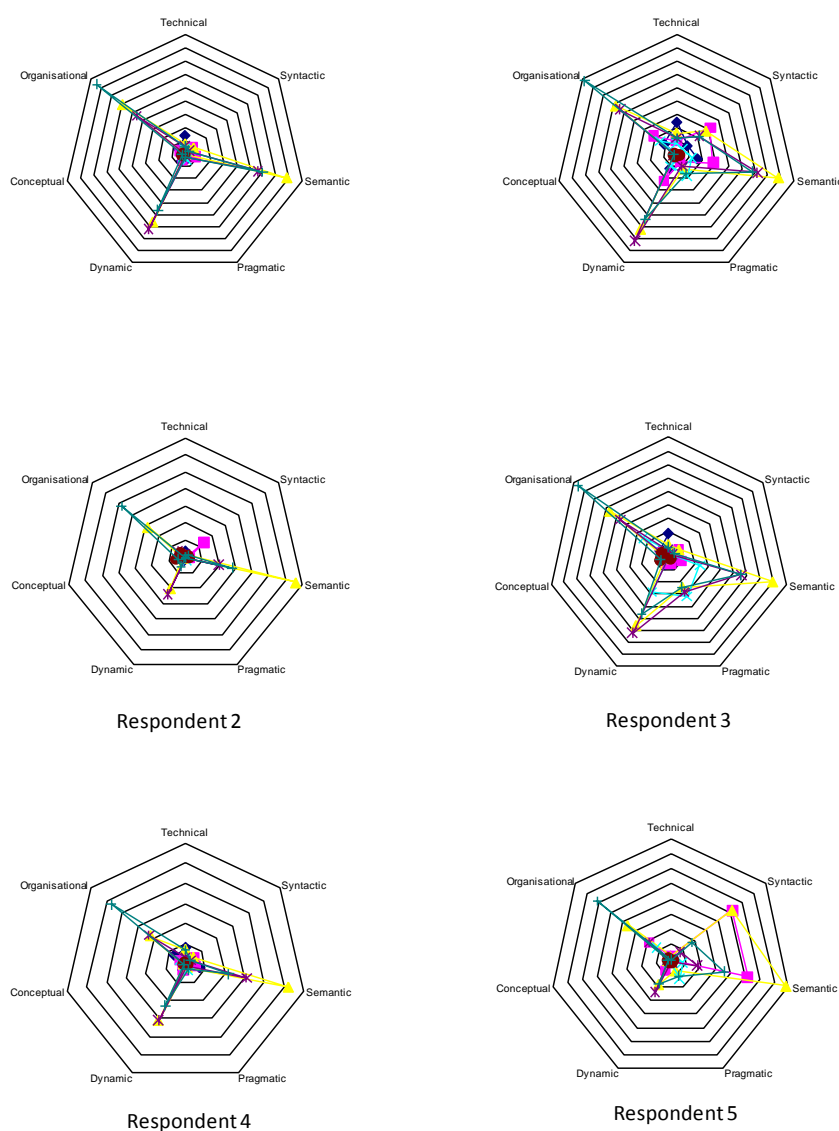 Technical
Organisational
Syntactic
Conceptual
Semantic
Dynamic
Pragmatic
Technical
Organisational
Syntactic
Conceptual
Semantic
Dynamic
Pragmatic
Technical
Organisational
Syntactic
Conceptual
Semantic
Dynamic
Pragmatic
Respondent 2
Technical
Organisational
Syntactic
Conceptual
Semantic
Dynamic
Pragmatic
Respondent 3
Technical
Organisational
Syntactic
Conceptual
Semantic
Dynamic
Pragmatic
Respondent 4
Technical
Organisational
Syntactic
Conceptual
Semantic
Dynamic
Pragmatic
Respondent 5